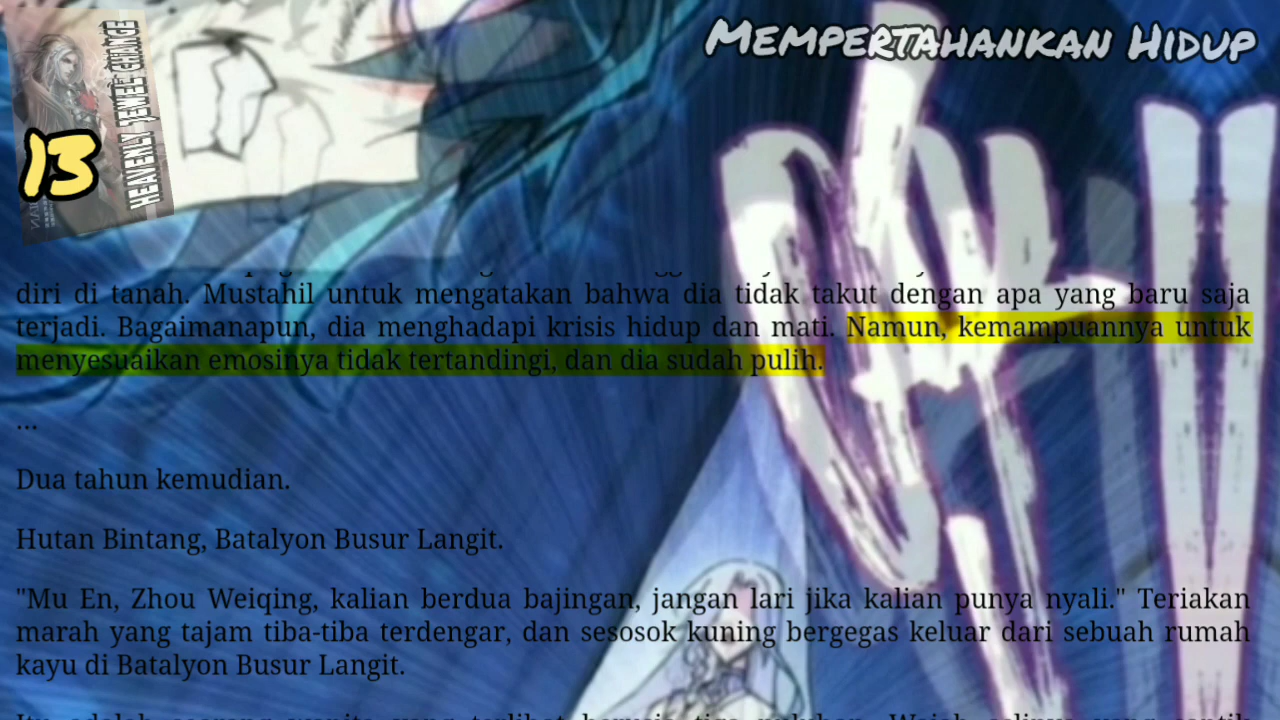 MEMPERTAHANKAN HIDUP
13
HEAVENLY JEWEL CHANGE
diri di tanah. Mustahil untuk mengatakan bahwa dia tidak takut dengan apa yang baru saja
terjadi. Bagaimanapun, dia menghadapi krisis hidup dan mati. Namun, kemampuannya untuk
menyesuaikan emosinya tidak tertandingi, dan dia sudah pulih.
...
Dua tahun kemudian.
Hutan Bintang, Batalyon Busur Langit.
"Mu En, Zhou Weiqing, kalian berdua bajingan, jangan lari jika kalian punya nyali." Teriakan
marah yang tajam tiba-tiba terdengar, dan sesosok kuning bergegas keluar dari sebuah rumah
kayu di Batalyon Busur Langit.